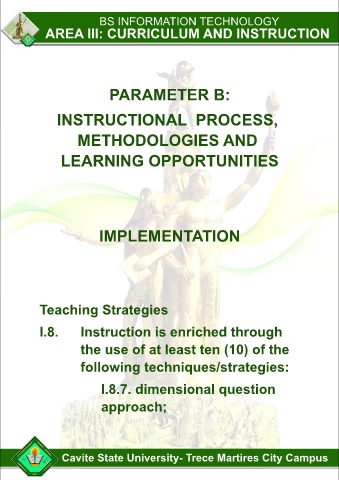 BS INFORMATION TECHNOLOGY
AREA III: CURRICULUM AND INSTRUCTION
PARAMETER B:
INSTRUCTIONAL PROCESS,
METHODOLOGIES AND
LEARNING OPPORTUNITIES
IMPLEMENTATION
Teaching Strategies
I.8. Instruction is enriched through
the use of at least ten (10) of the
following techniques/strategies:
I.8.7. dimensional question
approach;
Cavite State University- Trece Martires City Campus